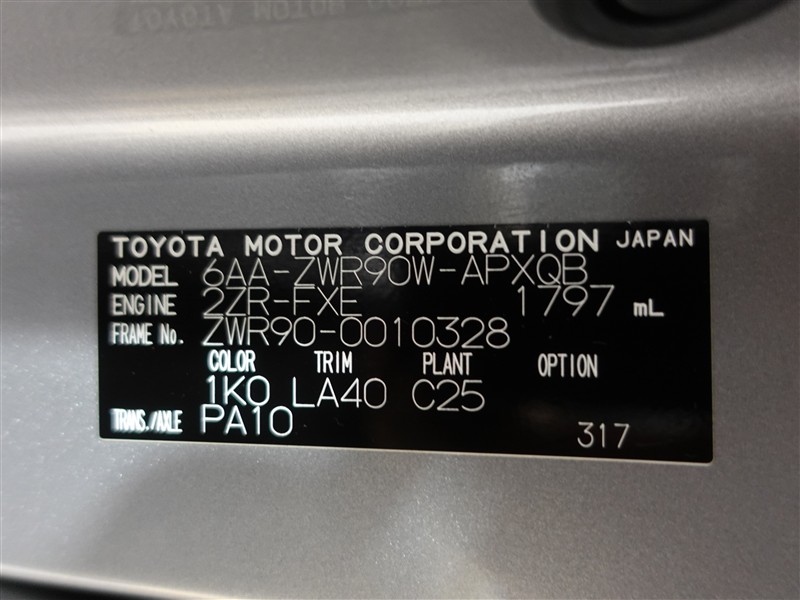 TOYOTA MOTOR CORPORATION JAPAN
MODEL 6AA-ZWR90W-APXQB
ENGINE 2ZR-FXE 1797 mL
FRAME No. ZWR90-0010328
COLOR TRIM PLANT OPTION
1K0 LA40 C25
TRANS./AXLE PA10
317